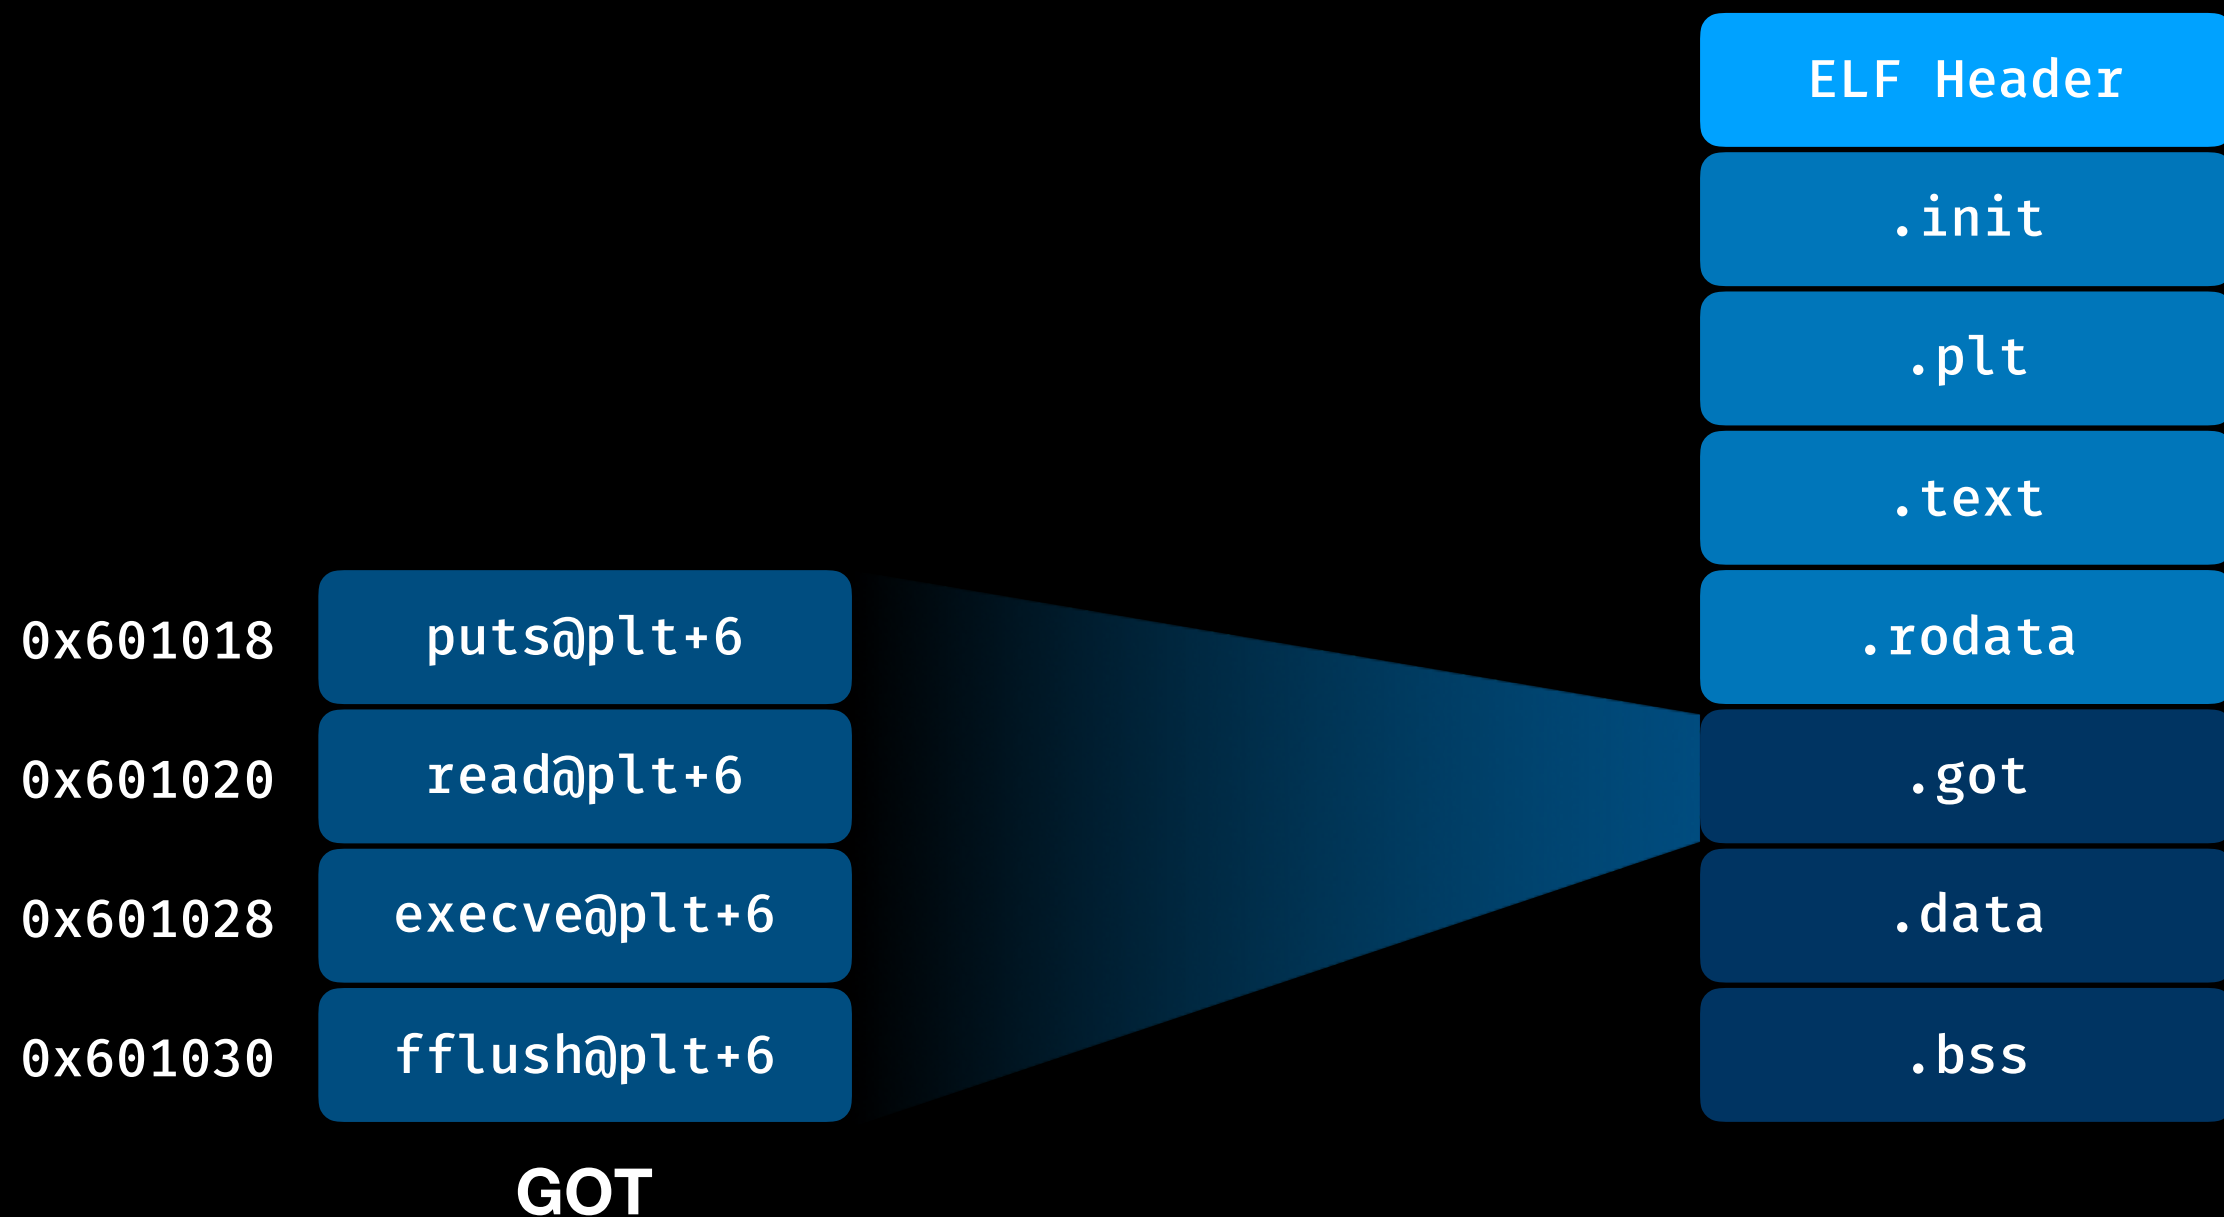 ELF Header
.init
.plt
.text
.rodata
.got
.data
.bss
0x601018 puts@plt+6
0x601020 read@plt+6
0x601028 execve@plt+6
0x601030 fflush@plt+6
GOT